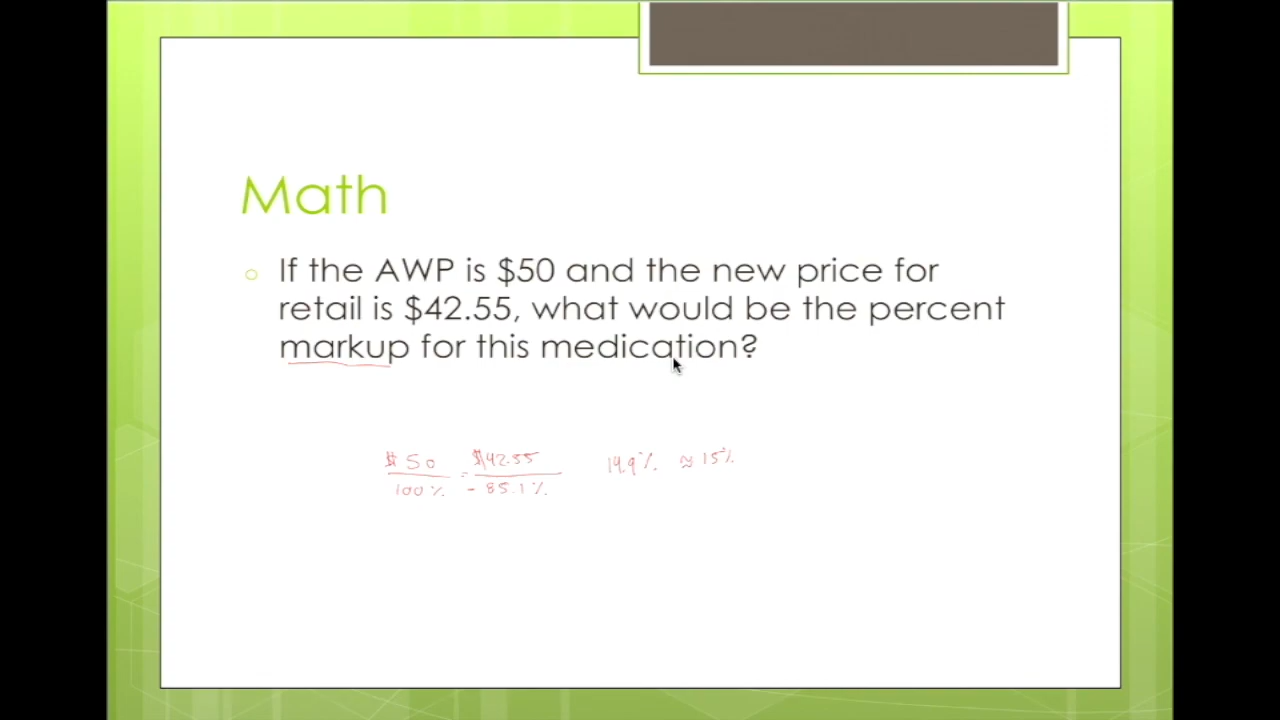 Math
If the AWP is $50 and the new price for
retail is $42.55, what would be the percent
markup for this medication?
$50 = $42.55 14.9% ≈ 15%
100% - 85.1%